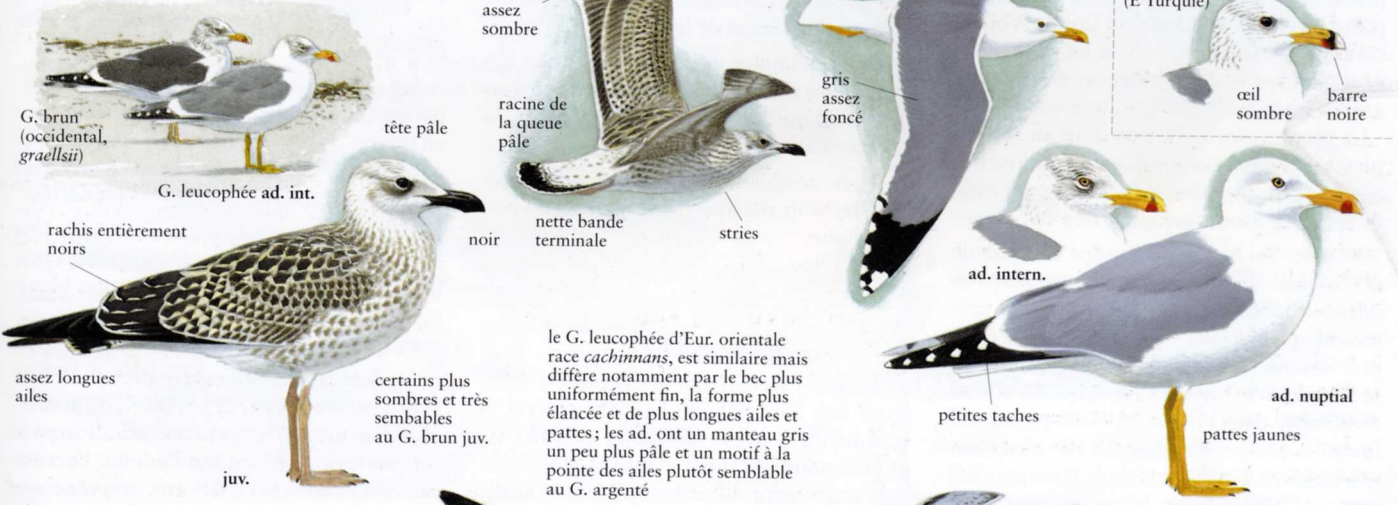 assez
sombre
(E Turquie)
gris
assez
foncé
œil
sombre
barre
noire
racine de
la queue
pâle
G. brun
(occidental,
graellsii)
tête pâle
G. leucophée ad. int.
rachis entièrement
noirs
noir
nette bande
terminale
stries
ad. intern.
le G. leucophée d'Eur. orientale
race cachinnans, est similaire mais
diffère notamment par le bec plus
uniformément fin, la forme plus
élancée et de plus longues ailes et
pattes ; les ad. ont un manteau gris
un peu plus pâle et un motif à la
pointe des ailes plutôt semblable
au G. argenté
assez longues
ailes
certains plus
sombres et très
sembables
au G. brun juv.
juv.
petites taches
ad. nuptial
pattes jaunes